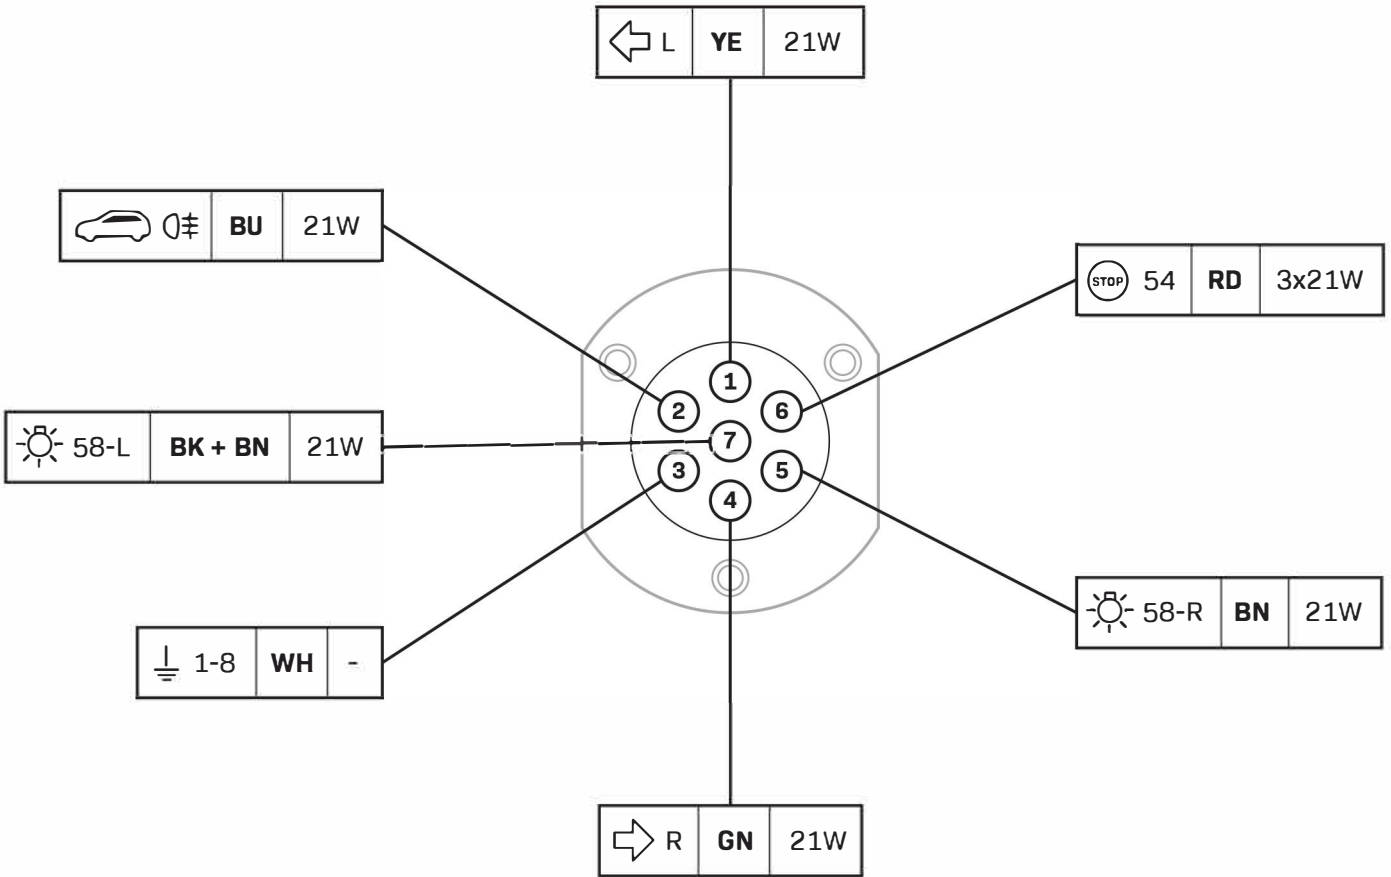 L YE 21W
BU 21W
STOP 54 RD 3x21W
1
2
6
7
58-L BK + BN 21W
3
5
4
58-R BN 21W
1-8 WH -
R GN 21W